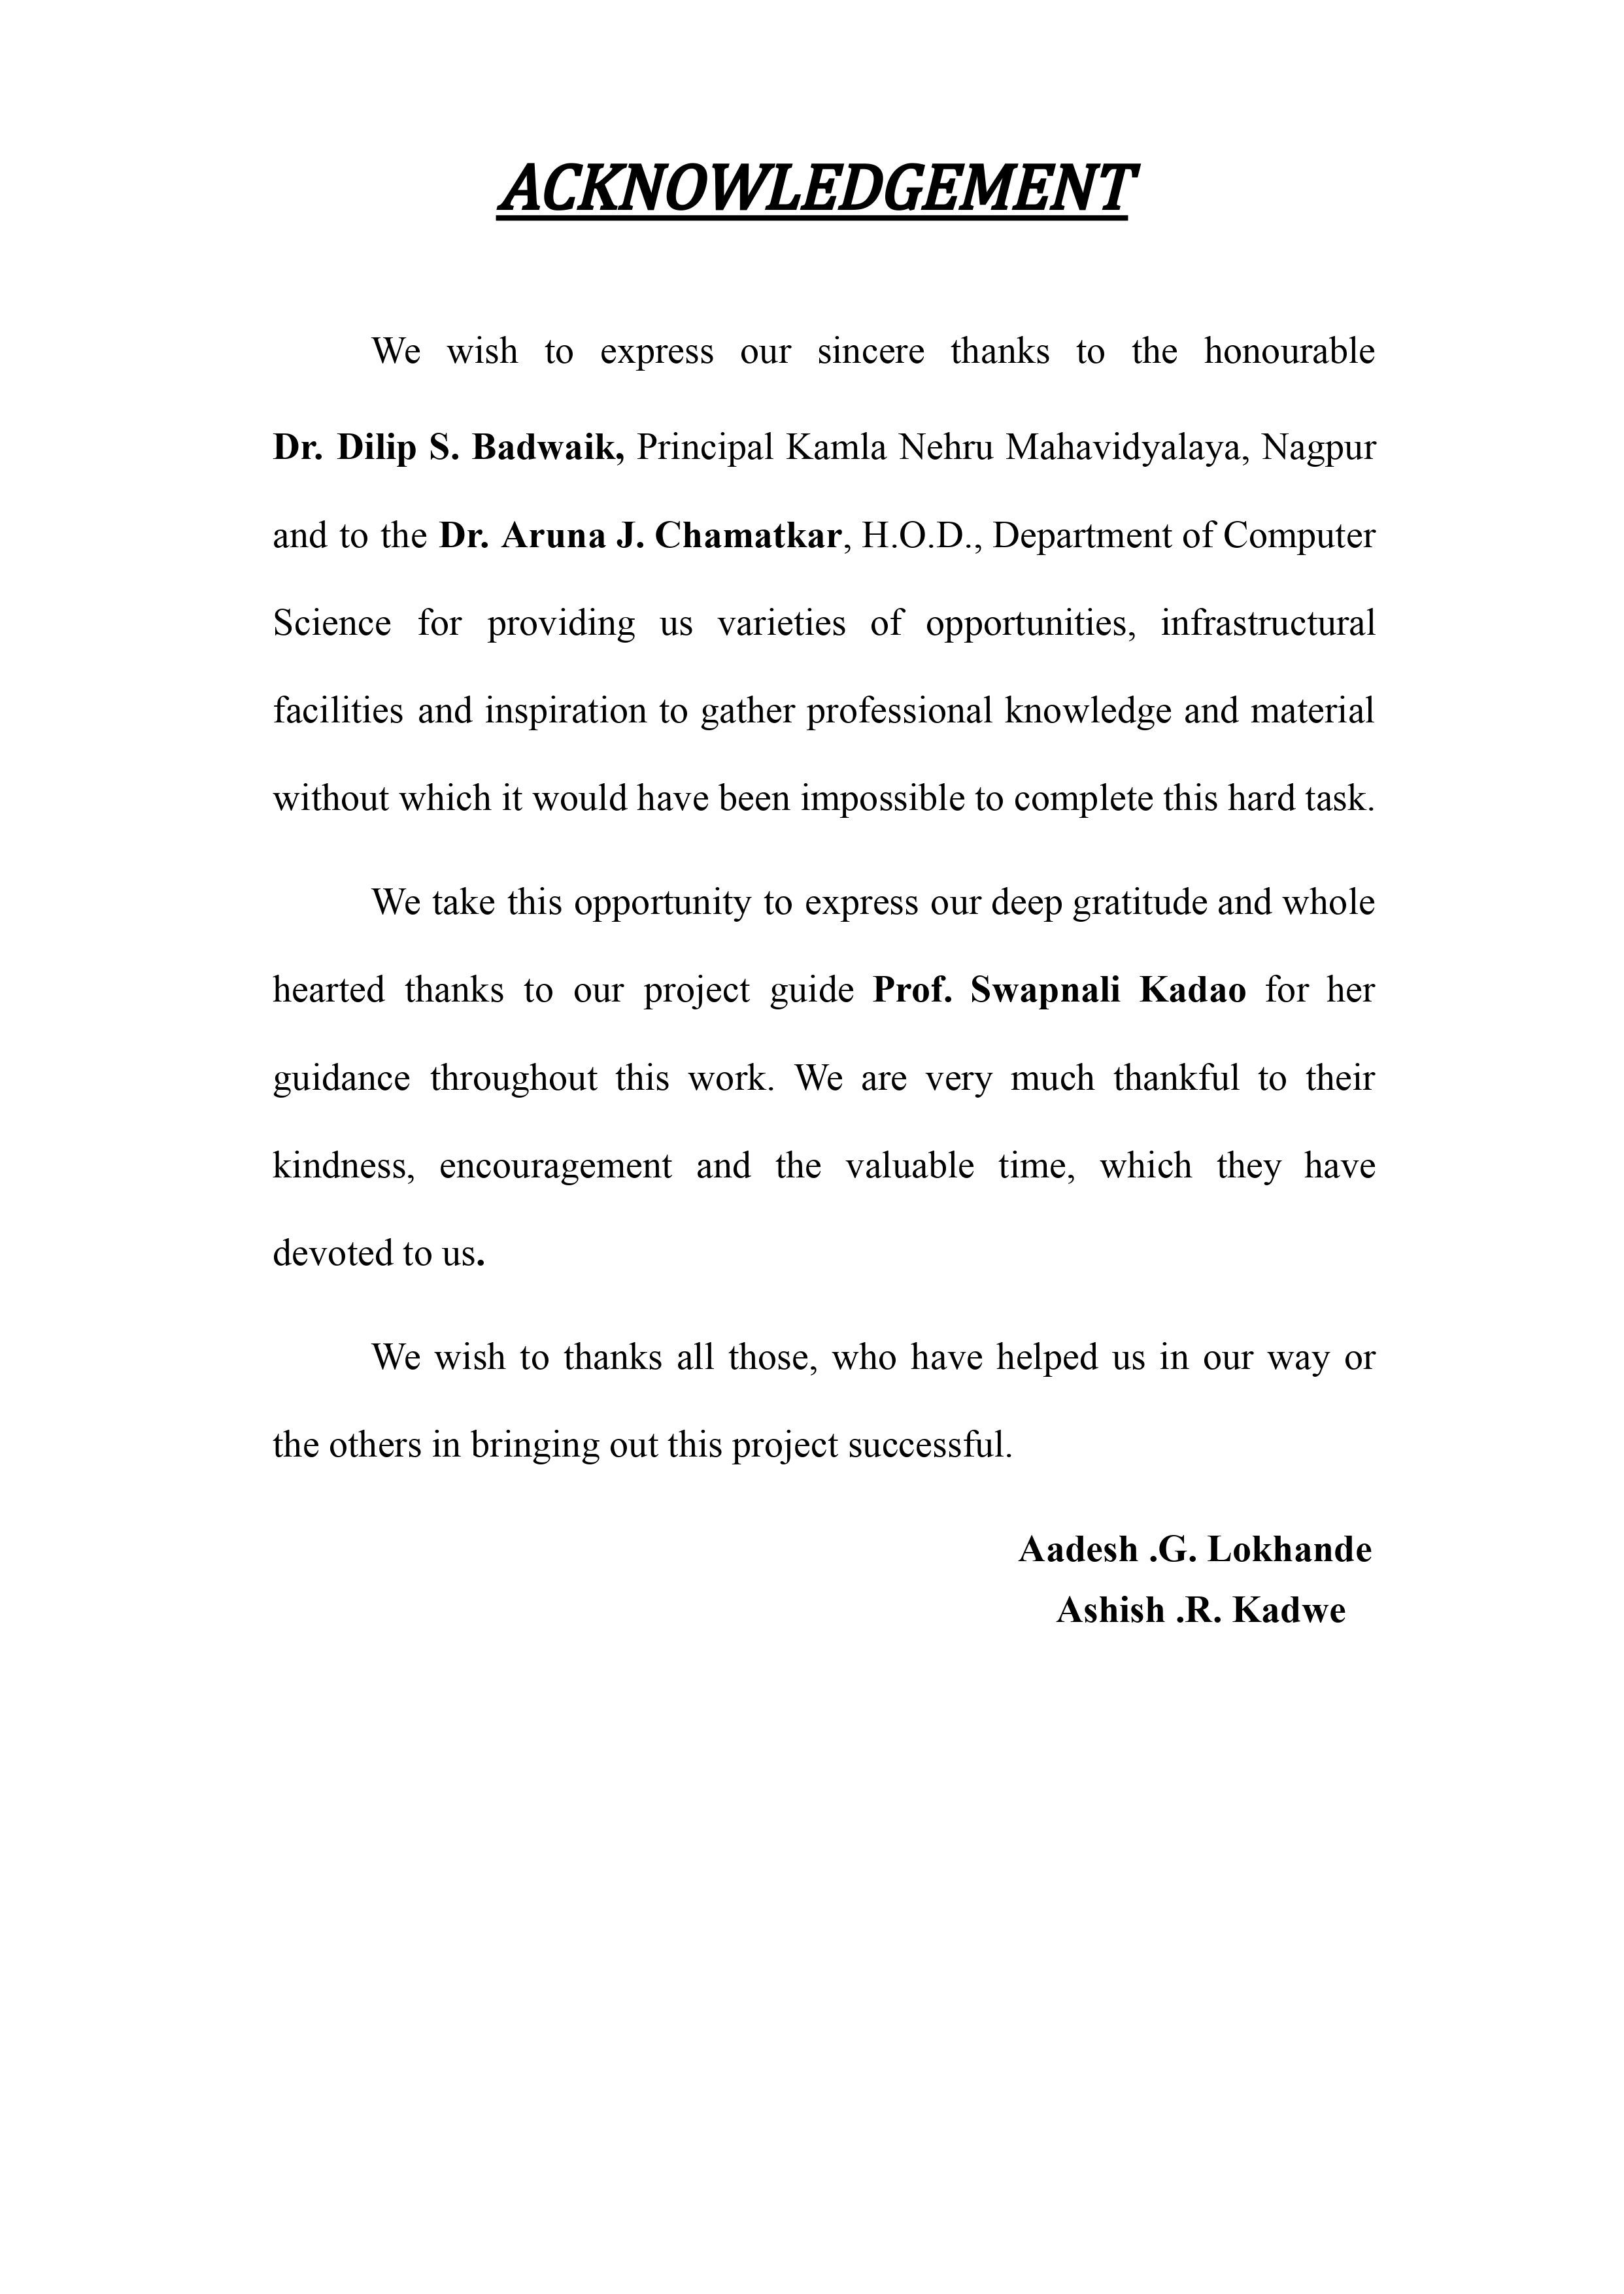 ACKNOWLEDGEMENT
We wish to express our sincere thanks to the honourable
Dr. Dilip S. Badwaik, Principal Kamla Nehru Mahavidyalaya, Nagpur
and to the Dr. Aruna J. Chamatkar, H.O.D., Department of Computer
Science for providing us varieties of opportunities, infrastructural
facilities and inspiration to gather professional knowledge and material
without which it would have been impossible to complete this hard task.
We take this opportunity to express our deep gratitude and whole
hearted thanks to our project guide Prof. Swapnali Kadao for her
guidance throughout this work. We are very much thankful to their
kindness, encouragement and the valuable time, which they have
devoted to us.
We wish to thanks all those, who have helped us in our way or
the others in bringing out this project successful.
Aadesh .G. Lokhande
Ashish .R. Kadwe